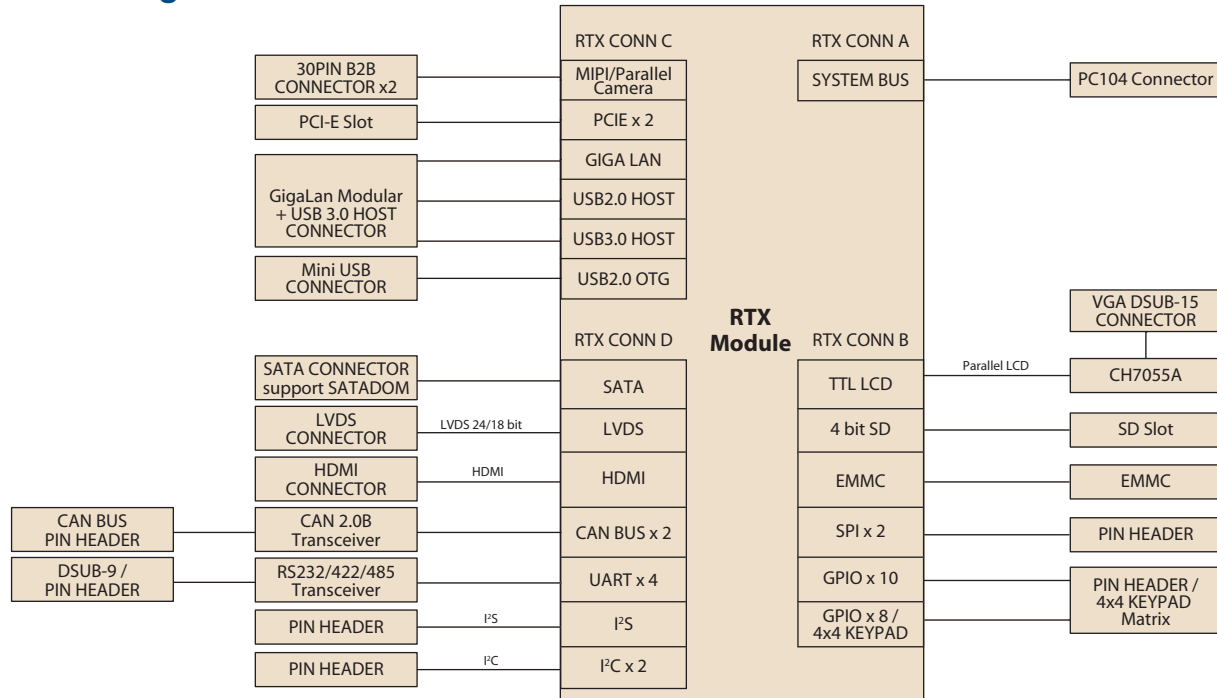 RTX CONN C
RTX CONN A
30PIN B2B
CONNECTOR x2
MIPI/Parallel
Camera
SYSTEM BUS
PC104 Connector
PCI-E Slot
PCIE x 2
GigaLan Modular
+ USB 3.0 HOST
CONNECTOR
GIGA LAN
USB2.0 HOST
USB3.0 HOST
Mini USB
CONNECTOR
USB2.0 OTG
RTX
Module
RTX CONN D
RTX CONN B
VGA DSUB-15
CONNECTOR
SATA CONNECTOR
support SATADOM
SATA
TTL LCD
Parallel LCD
CH7055A
LVDS
CONNECTOR
LVDS 24/18 bit
LVDS
4 bit SD
SD Slot
HDMI
CONNECTOR
HDMI
HDMI
EMMC
EMMC
CAN BUS
PIN HEADER
CAN 2.0B
Transceiver
CAN BUS x 2
SPI x 2
PIN HEADER
DSUB-9 /
PIN HEADER
RS232/422/485
Transceiver
UART x 4
GPIO x 10
PIN HEADER /
4x4 KEYPAD
Matrix
PIN HEADER
I²S
I²S
GPIO x 8 /
4x4 KEYPAD
PIN HEADER
I²C
I²C x 2